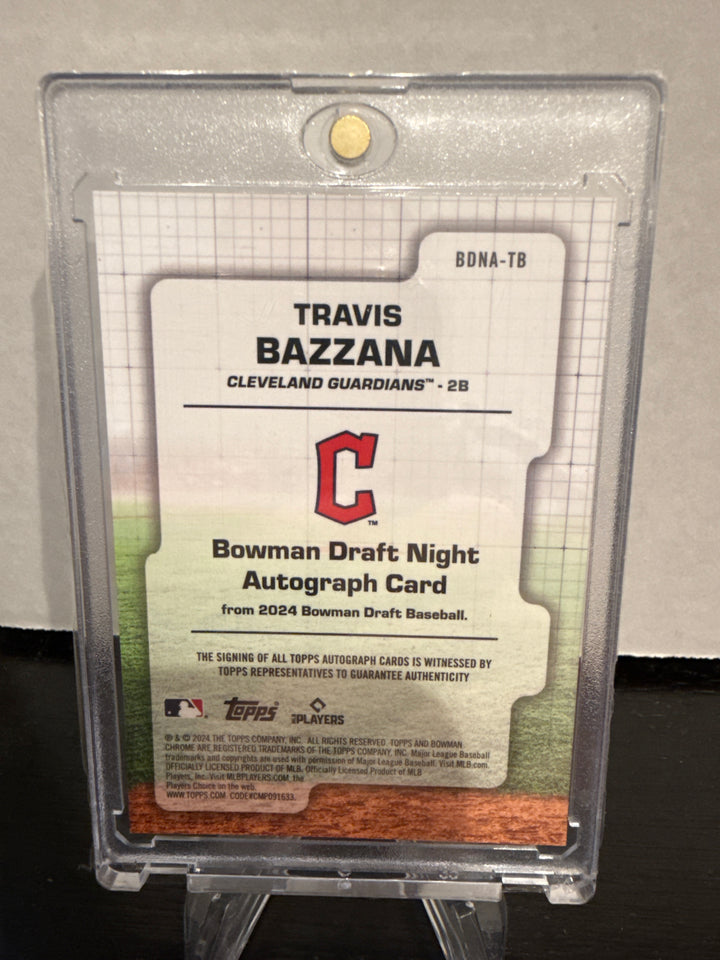 BDNA-TB
TRAVIS
BAZZANA
CLEVELAND GUARDIANS™ - 2B
C
™
Bowman Draft Night
Autograph Card
from 2024 Bowman Draft Baseball.
THE SIGNING OF ALL TOPPS AUTOGRAPH CARDS IS WITNESSED BY
TOPPS REPRESENTATIVES TO GUARANTEE AUTHENTICITY
topps® MLB PLAYERS
® & © 2024 THE TOPPS COMPANY, INC. ALL RIGHTS RESERVED. TOPPS AND BOWMAN
CHROME ARE REGISTERED TRADEMARKS OF THE TOPPS COMPANY, INC. Major League Baseball
trademarks and copyrights are used with permission of Major League Baseball. Visit MLB.com.
OFFICIALLY LICENSED PRODUCT OF MLB. Officially Licensed Product of MLB
Players, Inc. Visit MLBPLAYERS.COM, the
Players Choice on the web.
WWW.TOPPS.COM CODE#CMP091633